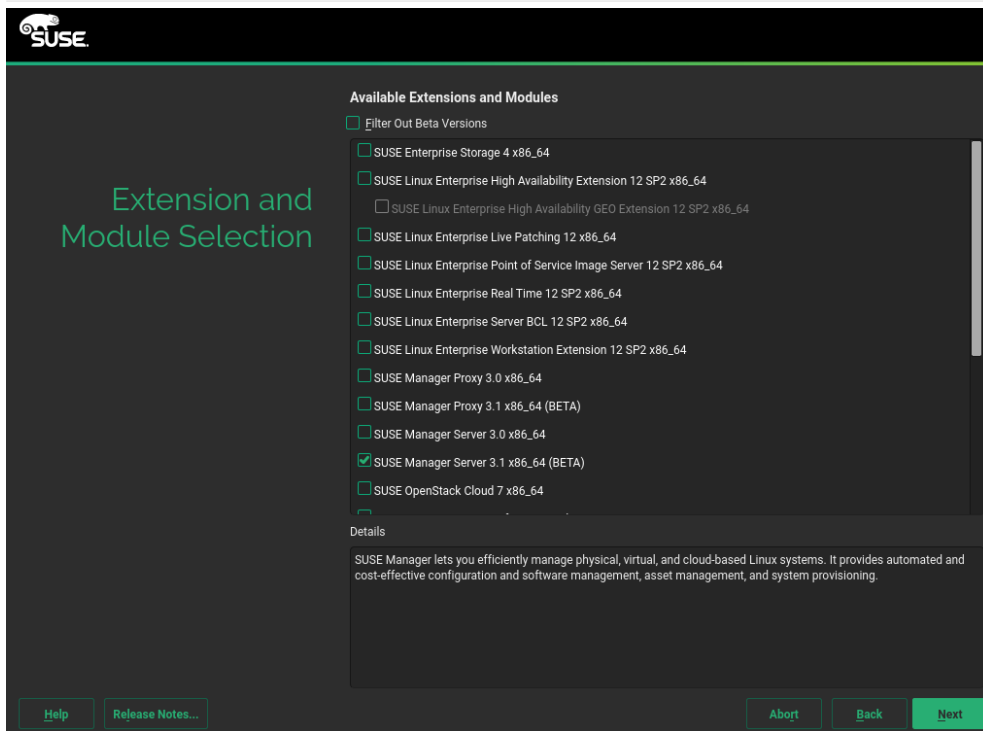 SUSE.
Available Extensions and Modules
Filter Out Beta Versions
Extension and
Module Selection
SUSE Enterprise Storage 4 x86_64
SUSE Linux Enterprise High Availability Extension 12 SP2 x86_64
SUSE Linux Enterprise High Availability GEO Extension 12 SP2 x86_64
SUSE Linux Enterprise Live Patching 12 x86_64
SUSE Linux Enterprise Point of Service Image Server 12 SP2 x86_64
SUSE Linux Enterprise Real Time 12 SP2 x86_64
SUSE Linux Enterprise Server BCL 12 SP2 x86_64
SUSE Linux Enterprise Workstation Extension 12 SP2 x86_64
SUSE Manager Proxy 3.0 x86_64
SUSE Manager Proxy 3.1 x86_64 (BETA)
SUSE Manager Server 3.0 x86_64
SUSE Manager Server 3.1 x86_64 (BETA)
SUSE OpenStack Cloud 7 x86_64
Details
SUSE Manager lets you efficiently manage physical, virtual, and cloud-based Linux systems. It provides automated and
cost-effective configuration and software management, asset management, and system provisioning.
Help
Release Notes...
Abort
Back
Next